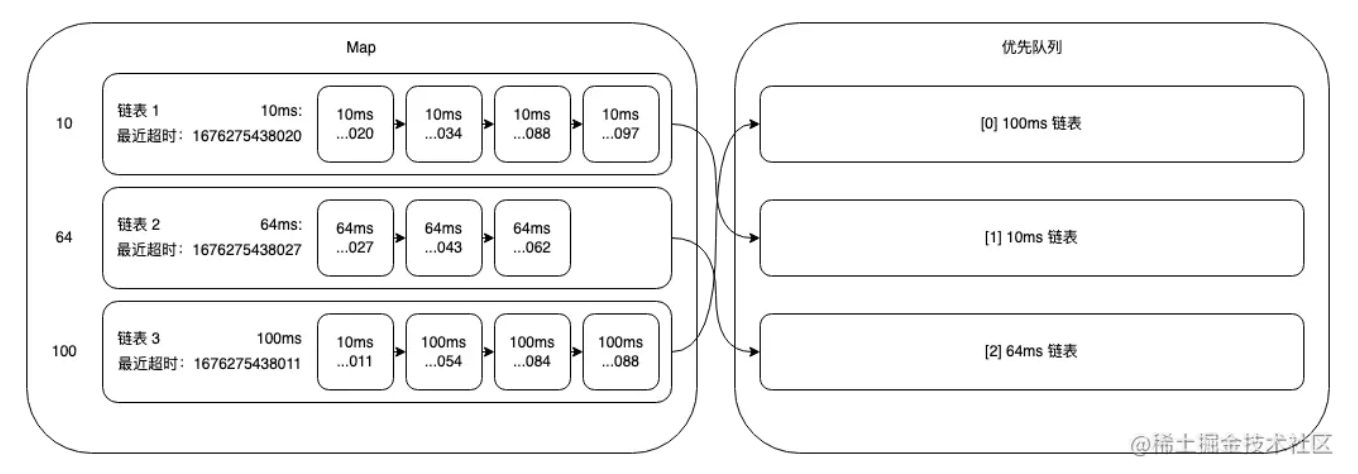 Map
10
链表 1 10ms:
最近超时：1676275438020
10ms
...020
10ms
...034
10ms
...088
10ms
...097
64
链表 2 64ms:
最近超时：1676275438027
64ms
...027
64ms
...043
64ms
...062
100
链表 3 100ms
最近超时：1676275438011
10ms
...011
100ms
...054
100ms
...084
100ms
...088
优先队列
[0] 100ms 链表
[1] 10ms 链表
[2] 64ms 链表
@稀土掘金技术社区